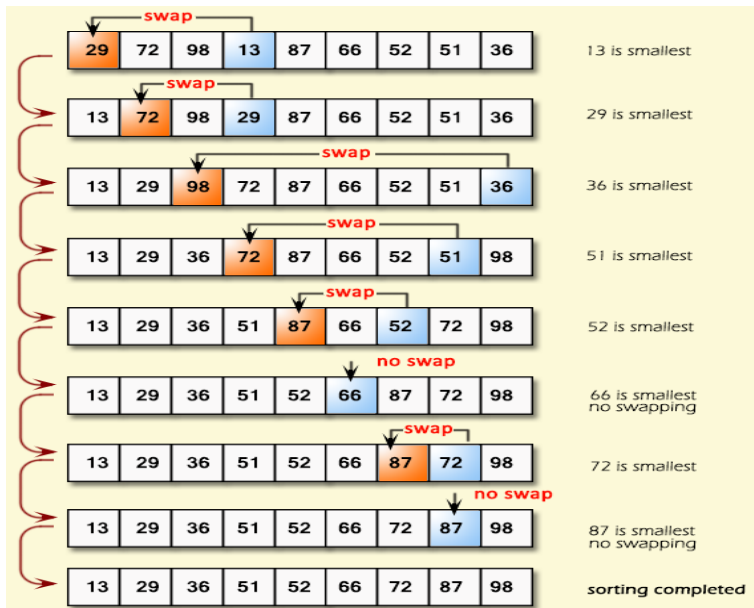 swap
29 72 98 13 87 66 52 51 36 13 is smallest
swap
13 72 98 29 87 66 52 51 36 29 is smallest
swap
13 29 98 72 87 66 52 51 36 36 is smallest
swap
13 29 36 72 87 66 52 51 98 51 is smallest
swap
13 29 36 51 87 66 52 72 98 52 is smallest
no swap
13 29 36 51 52 66 87 72 98 66 is smallest
no swapping
swap
13 29 36 51 52 66 87 72 98 72 is smallest
no swap
13 29 36 51 52 66 72 87 98 87 is smallest
no swapping
13 29 36 51 52 66 72 87 98 sorting completed